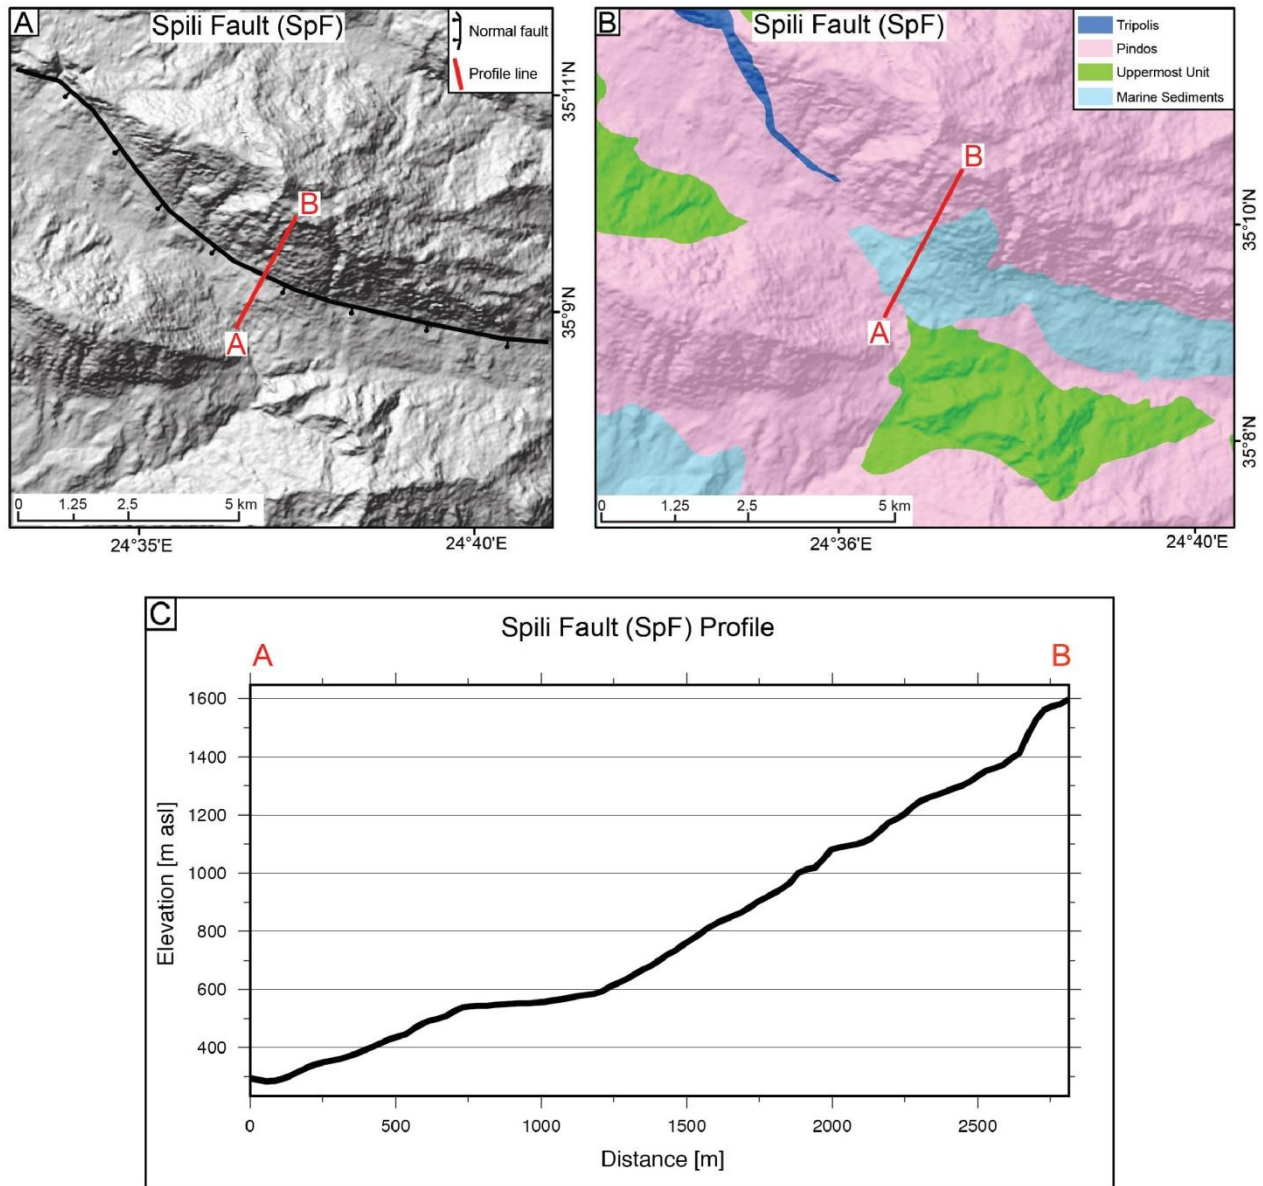 A
Spili Fault (SpF)
Normal fault
Profile line
B
A
35°11'N
35°9'N
0 1.25 2.5 5 km
24°35'E 24°40'E
B
Spili Fault (SpF)
Tripolis
Pindos
Uppermost Unit
Marine Sediments
B
A
35°10'N
35°8'N
0 1.25 2.5 5 km
24°36'E 24°40'E
C
Spili Fault (SpF) Profile
A B
1600
1400
1200
1000
800
600
400
Elevation [m asl]
0 500 1000 1500 2000 2500
Distance [m]